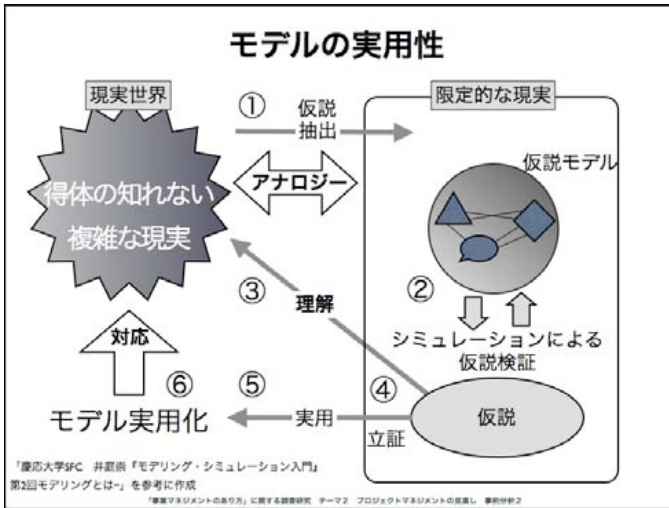 モデルの実用性
現実世界
① 仮説
抽出
限定的な現実
仮説モデル
アナロジー
得体の知れない
複雑な現実
②
③
理解
シミュレーションによる
仮説検証
対応
⑥
⑤
④
モデル実用化
実用
仮説
立証
「慶応大学SFC 井庭崇『モデリング・シミュレーション入門』
第2回モデリングとは~」を参考に作成
「事業マネジメントのあり方」に関する調査研究 テーマ2 プロジェクトマネジメントの見直し 事例分析2